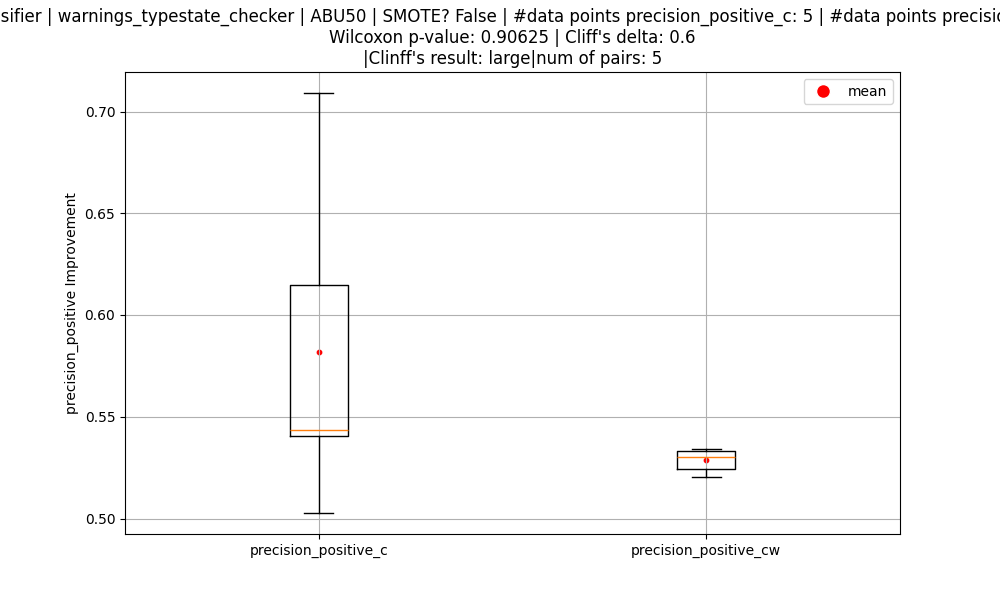 sifier | warnings_typestate_checker | ABU50 | SMOTE? False | #data points precision_positive_c: 5 | #data points precisio
Wilcoxon p-value: 0.90625 | Cliff's delta: 0.6
|Clinff's result: large|num of pairs: 5
mean
0.70
0.65
0.60
0.55
0.50
precision_positive Improvement
precision_positive_c
precision_positive_cw